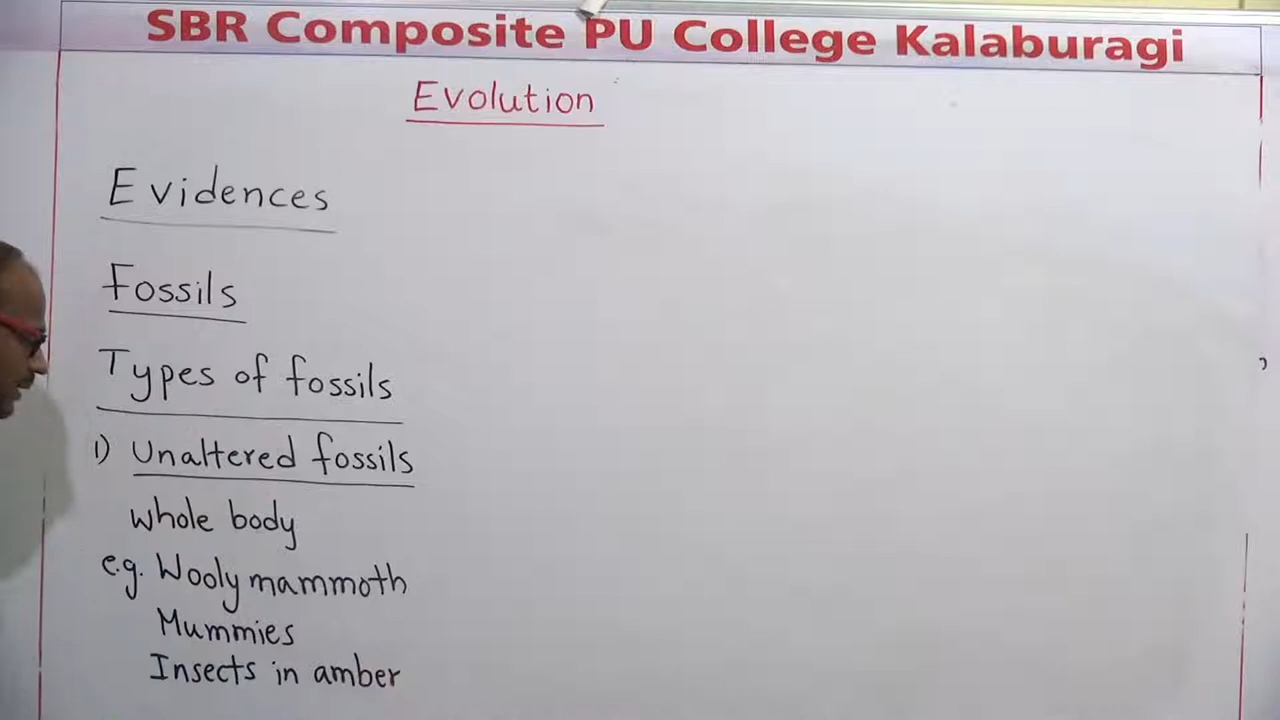 SBR Composite PU College Kalaburagi
Evolution
Evidences
Fossils
Types of fossils
1) Unaltered fossils
whole body
e.g. Wooly mammoth
Mummies
Insects in amber